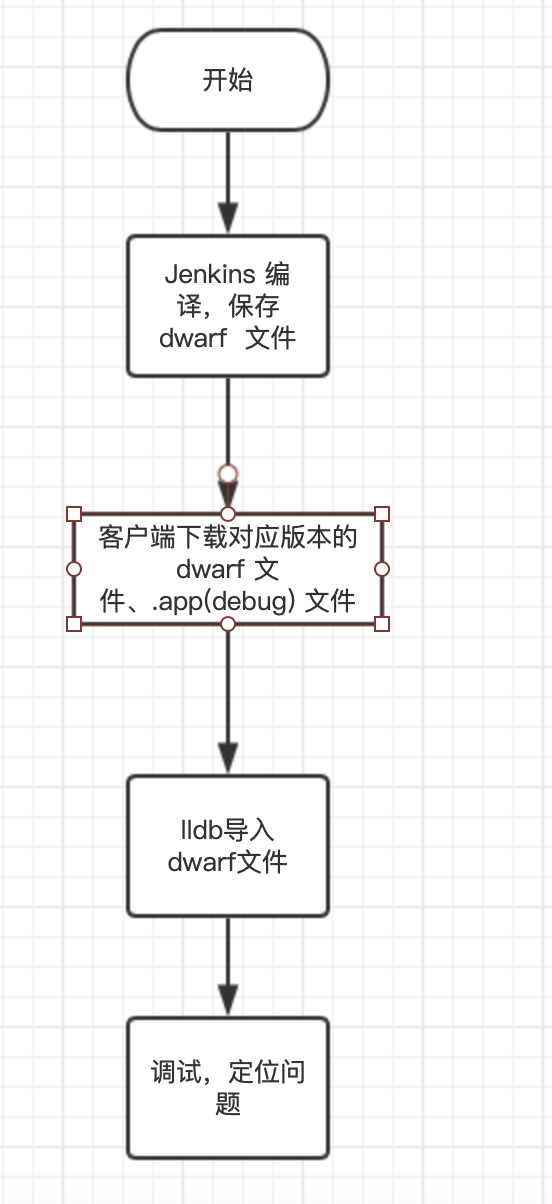 开始
Jenkins 编
译，保存
dwarf 文件
客户端下载对应版本的
dwarf 文
件、.app(debug) 文件
lldb导入
dwarf文件
调试，定位问
题